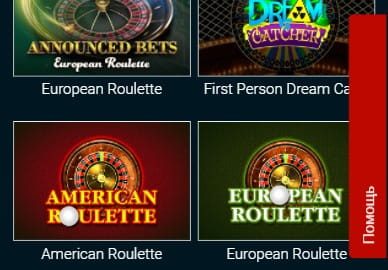 ANNOUNCED BETS
European Roulette
DREAM
CATCHER
European Roulette
First Person Dream Ca
AMERICAN
ROULETTE
EUROPEAN
ROULETTE
Помощь
American Roulette
European Roulette